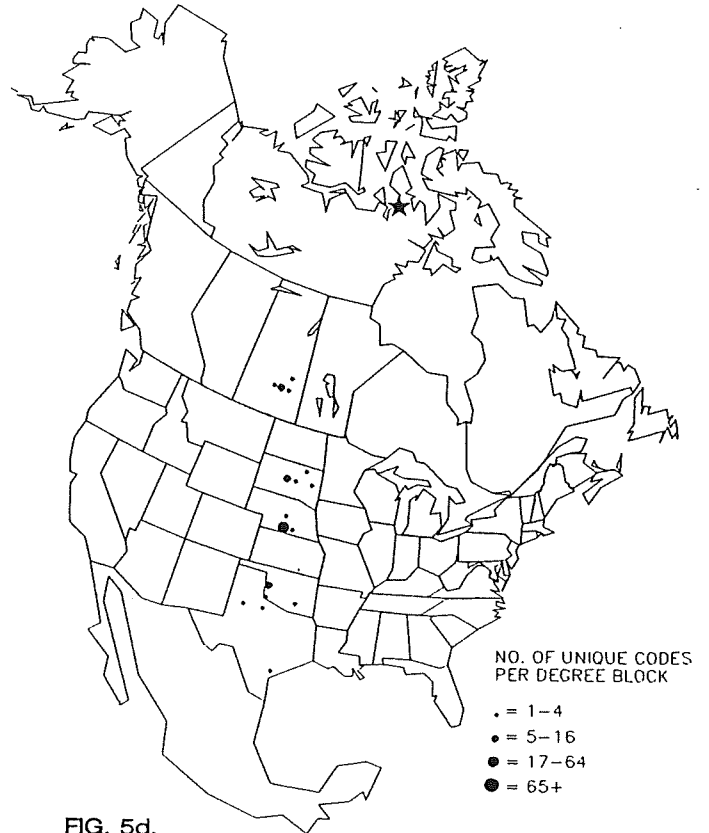 NO. OF UNIQUE CODES
PER DEGREE BLOCK
= 1-4
= 5-16
= 17-64
= 65+
FIG. 5d.